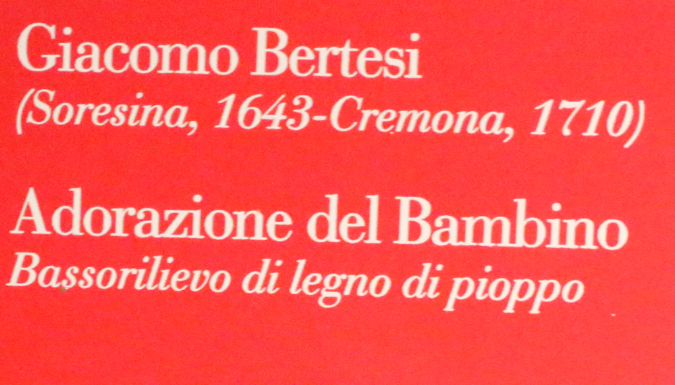 Giacomo Bertesi
(Soresina, 1643-Cremona, 1710)
Adorazione del Bambino
Bassorilievo di legno di pioppo